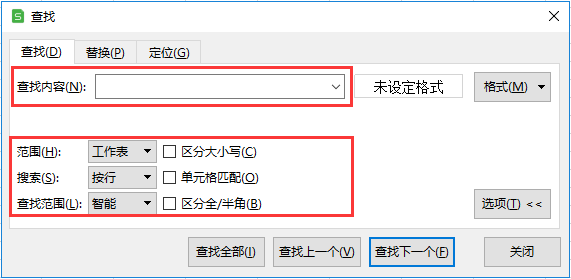 查找
查找(D) 替换(P) 定位(G)
查找内容(N): 未设定格式 格式(M)
范围(H): 工作表 区分大小写(C)
搜索(S): 按行 单元格匹配(O)
查找范围(L): 智能 区分全/半角(B) 选项(T) <<
查找全部(I) 查找上一个(V) 查找下一个(F) 关闭